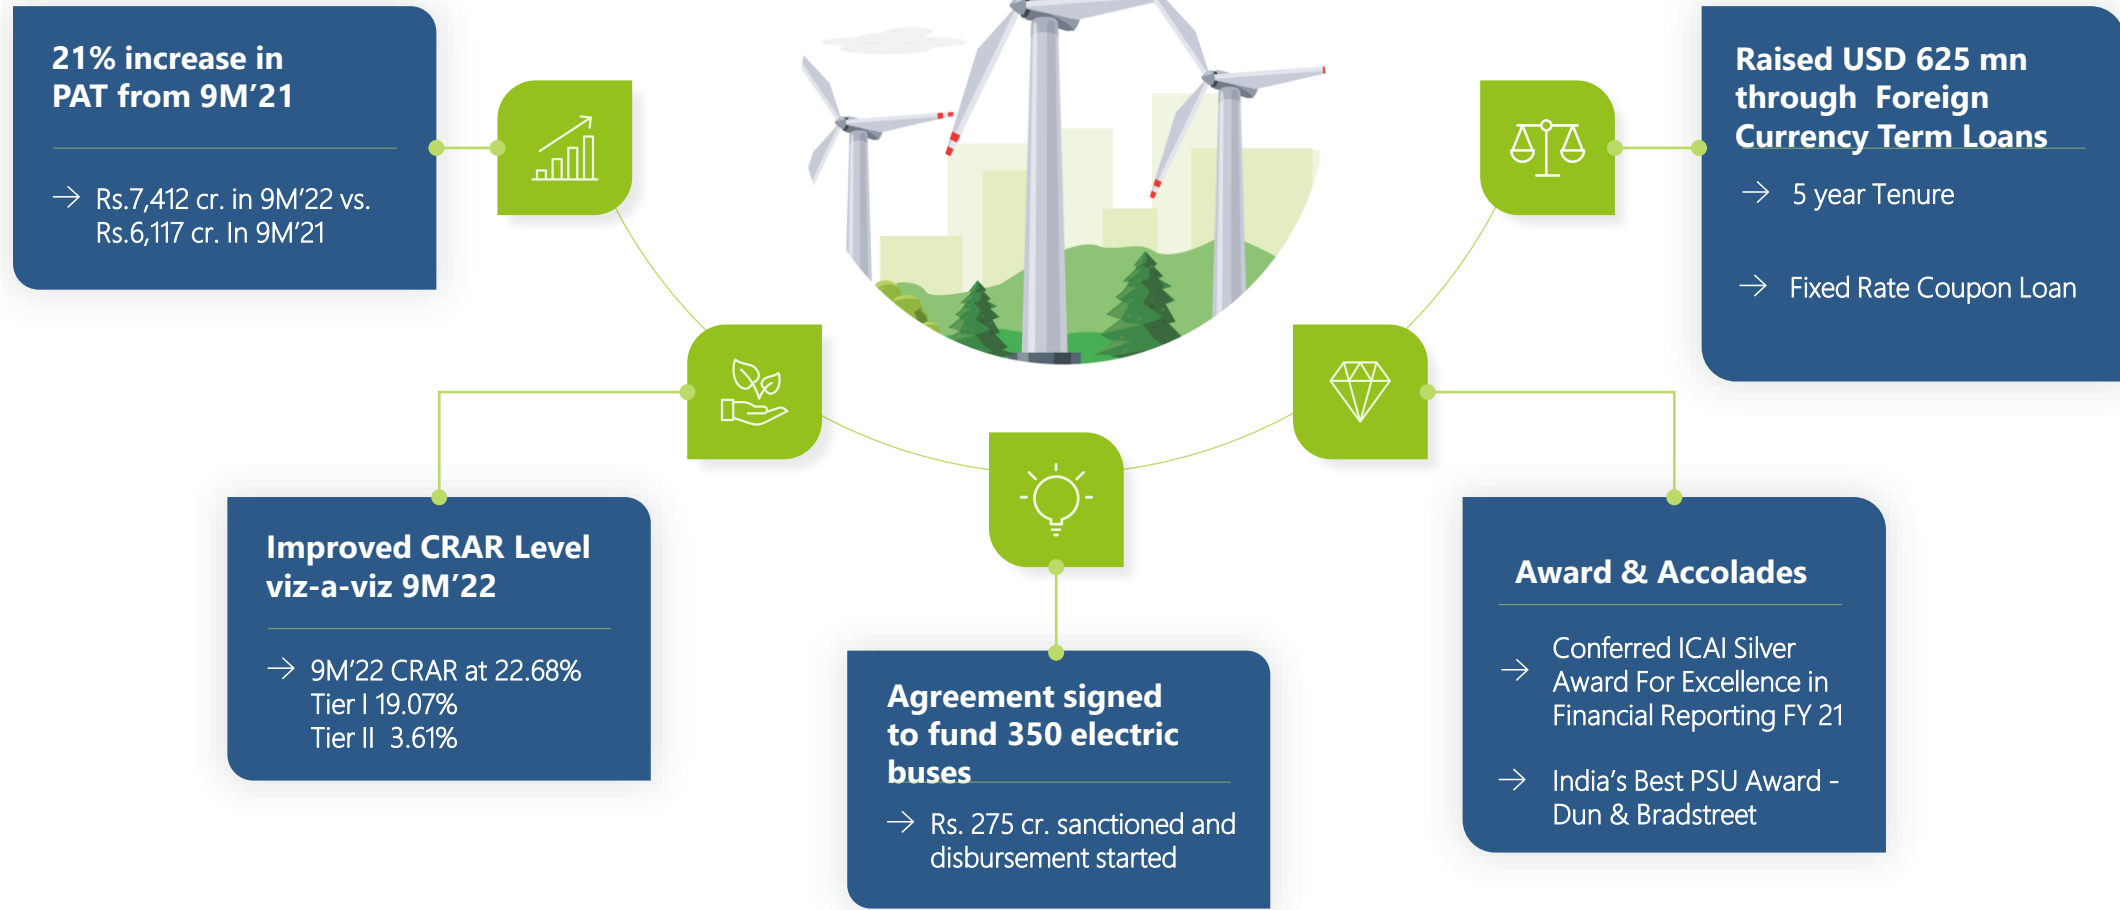 21% increase in
PAT from 9M’21
Rs.7,412 cr. in 9M’22 vs.
Rs.6,117 cr. In 9M’21
Improved CRAR Level
viz-a-viz 9M’22
9M’22 CRAR at 22.68%
Tier I 19.07%
Tier II 3.61%
Agreement signed
to fund 350 electric
buses
Rs. 275 cr. sanctioned and
disbursement started
Award & Accolades
Conferred ICAI Silver
Award For Excellence in
Financial Reporting FY 21
India’s Best PSU Award -
Dun & Bradstreet
Raised USD 625 mn
through Foreign
Currency Term Loans
5 year Tenure
Fixed Rate Coupon Loan